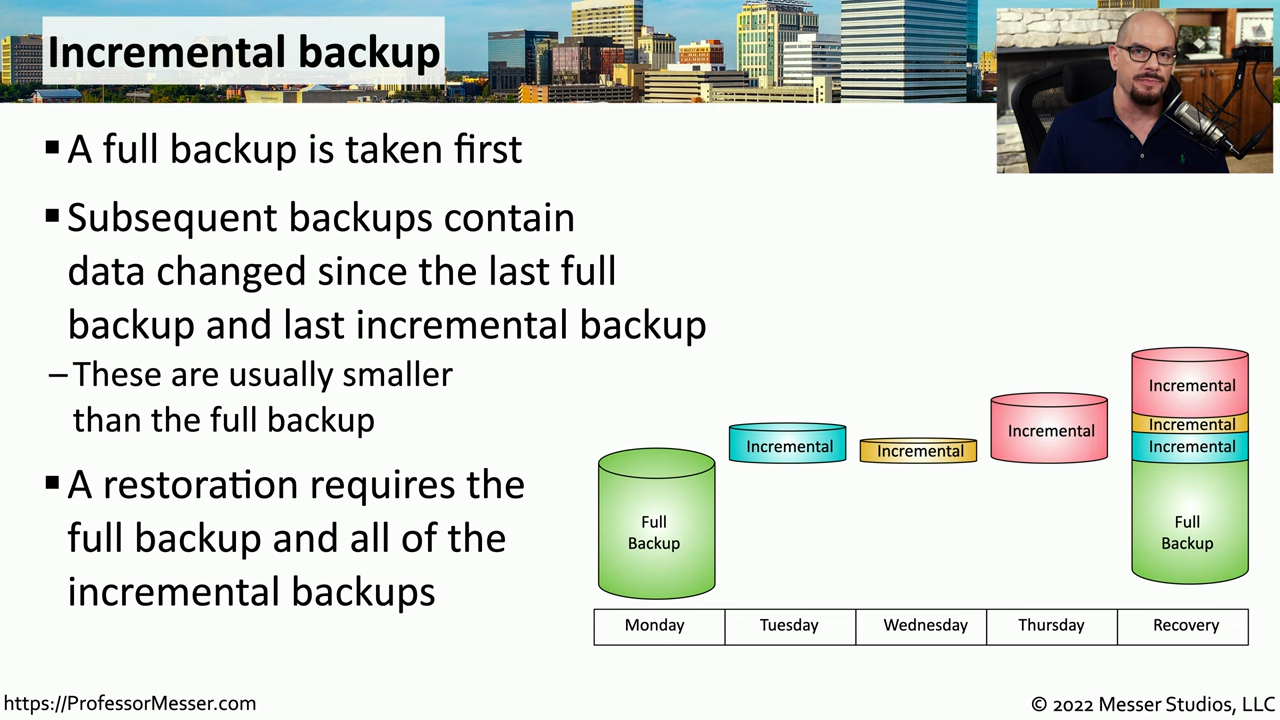 Incremental backup
▪ A full backup is taken first
▪ Subsequent backups contain
data changed since the last full
backup and last incremental backup
– These are usually smaller
than the full backup
▪ A restoration requires the
full backup and all of the
incremental backups
Full
Backup
Incremental
Incremental
Incremental
Incremental
Incremental
Incremental
Full
Backup
Monday
Tuesday
Wednesday
Thursday
Recovery
https://ProfessorMesser.com
© 2022 Messer Studios, LLC